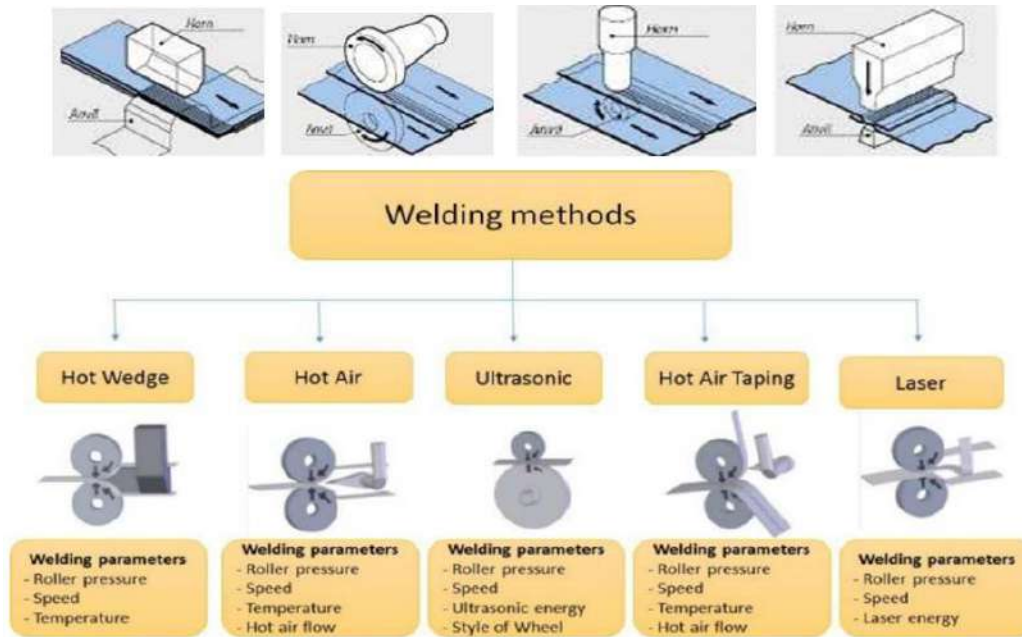 Horn
Anvil
Horn
Anvil
Horn
Anvil
Horn
Anvil
Welding methods
Hot Wedge
Hot Air
Ultrasonic
Hot Air Taping
Laser
Welding parameters
- Roller pressure
- Speed
- Temperature
Welding parameters
- Roller pressure
- Speed
- Temperature
- Hot air flow
Welding parameters
- Roller pressure
- Speed
- Ultrasonic energy
- Style of Wheel
Welding parameters
- Roller pressure
- Speed
- Temperature
- Hot air flow
Welding parameters
- Roller pressure
- Speed
- Laser energy